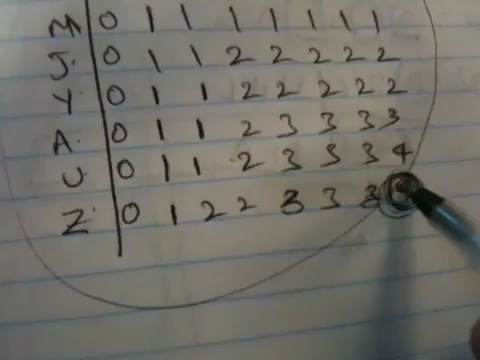 M 0 1 1 1 1 1 1 1
J 0 1 1 2 2 2 2 2
Y 0 1 1 2 2 2 2 2
A 0 1 1 2 3 3 3 3
U 0 1 1 2 3 3 3 4
Z 0 1 2 2 3 3 3